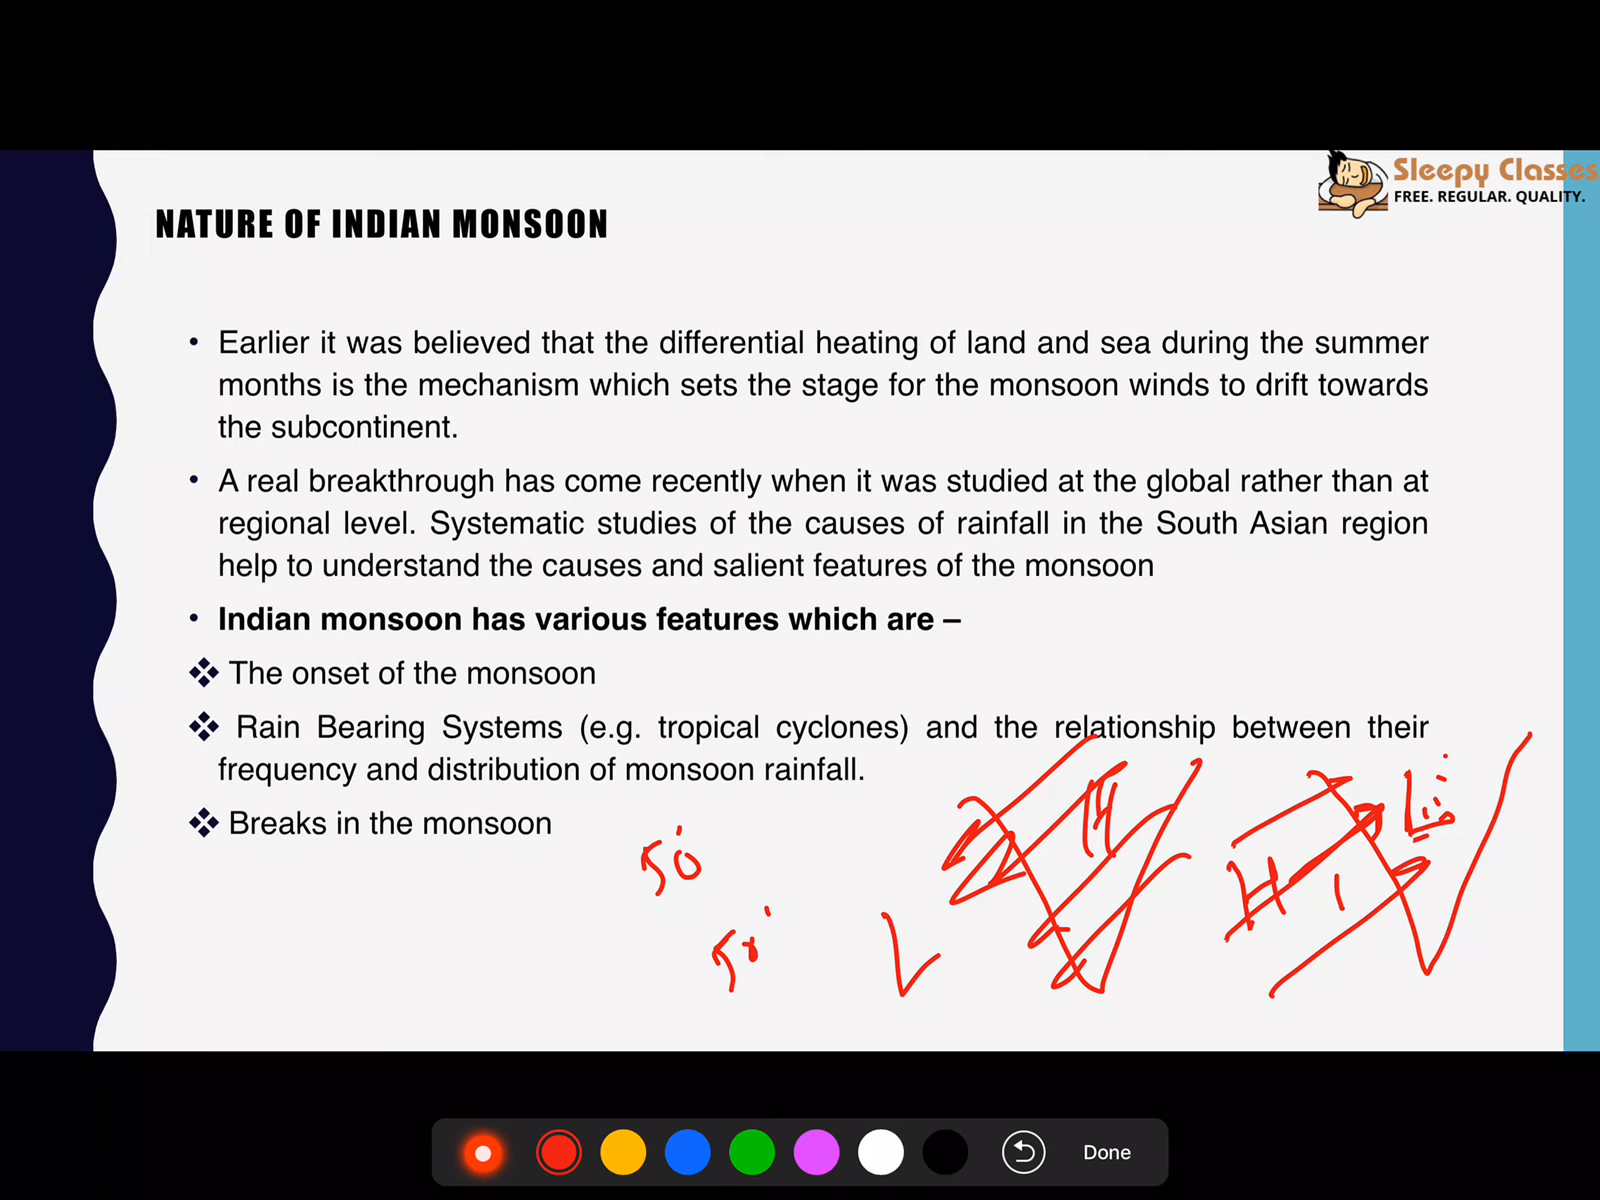 Sleepy Classes
FREE. REGULAR. QUALITY.
NATURE OF INDIAN MONSOON
• Earlier it was believed that the differential heating of land and sea during the summer
months is the mechanism which sets the stage for the monsoon winds to drift towards
the subcontinent.
• A real breakthrough has come recently when it was studied at the global rather than at
regional level. Systematic studies of the causes of rainfall in the South Asian region
help to understand the causes and salient features of the monsoon
• Indian monsoon has various features which are –
❖ The onset of the monsoon
❖ Rain Bearing Systems (e.g. tropical cyclones) and the relationship between their
frequency and distribution of monsoon rainfall.
❖ Breaks in the monsoon
H
L
H
L
Done